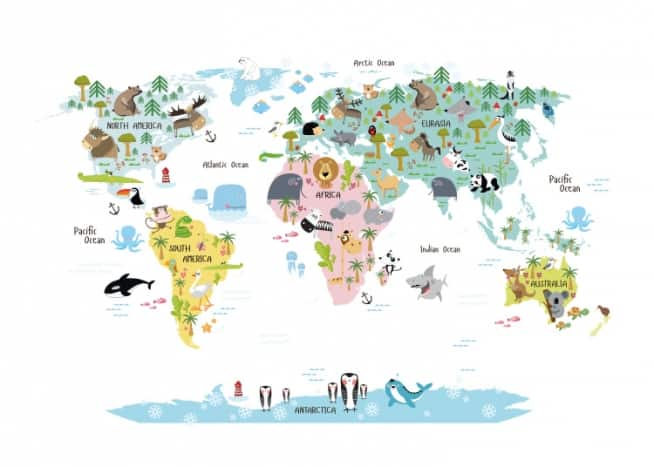 Arctic Ocean
NORTH AMERICA
EURASIA
Atlantic Ocean
Pacific
Ocean
AFRICA
Pacific
Ocean
SOUTH
AMERICA
Indian Ocean
AUSTRALIA
ANTARCTICA